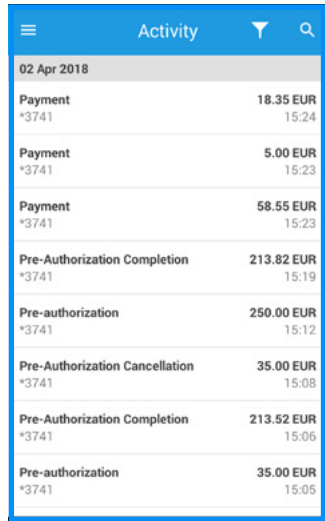 Activity
02 Apr 2018
Payment 18.35 EUR
*3741 15:24
Payment 5.00 EUR
*3741 15:23
Payment 58.55 EUR
*3741 15:23
Pre-Authorization Completion 213.82 EUR
*3741 15:19
Pre-authorization 250.00 EUR
*3741 15:12
Pre-Authorization Cancellation 35.00 EUR
*3741 15:08
Pre-Authorization Completion 213.52 EUR
*3741 15:06
Pre-authorization 35.00 EUR
*3741 15:05